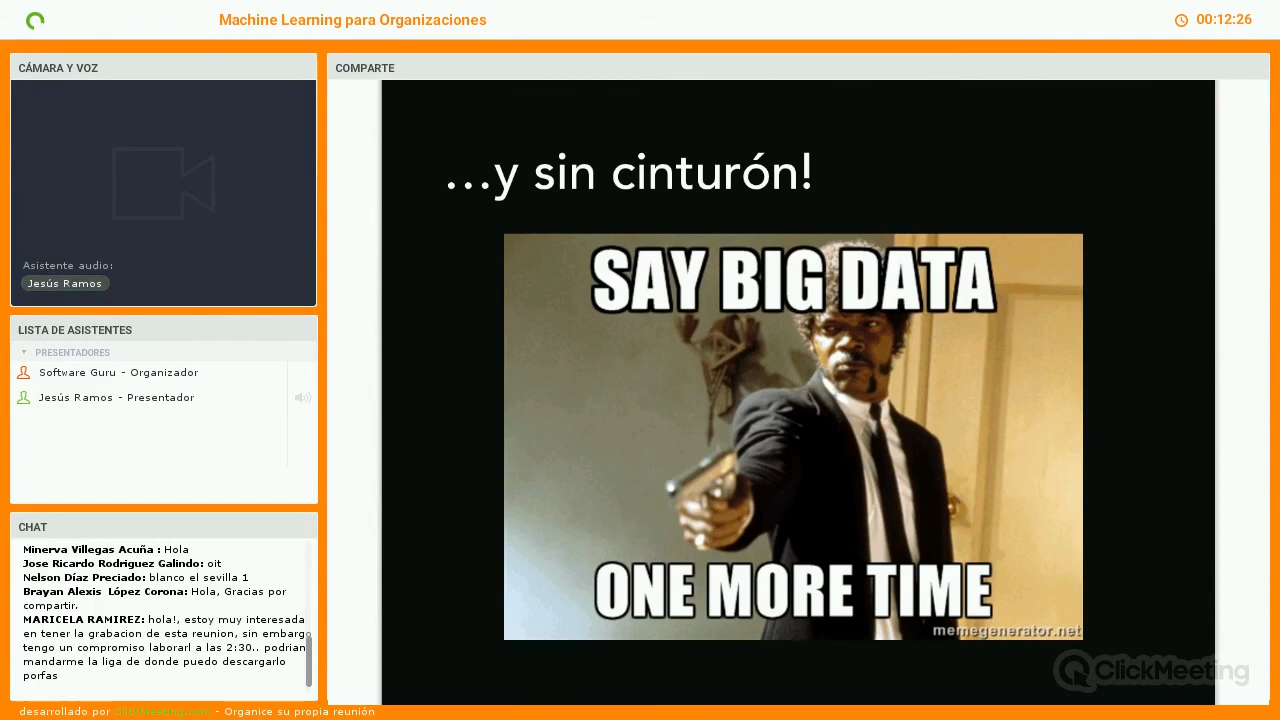 Machine Learning para Organizaciones
00:12:26
CÁMARA Y VOZ
Asistente audio:
Jesús Ramos
LISTA DE ASISTENTES
PRESENTADORES
Software Guru - Organizador
Jesús Ramos - Presentador
CHAT
Minerva Villegas Acuña : Hola
Jose Ricardo Rodriguez Galindo: oit
Nelson Díaz Preciado: blanco el sevilla 1
Brayan Alexis López Corona: Hola, Gracias por
compartir.
MARICELA RAMIREZ: hola!, estoy muy interesada
en tener la grabacion de esta reunion, sin embargo
tengo un compromiso laborarl a las 2:30.. podrian
mandarme la liga de donde puedo descargarlo
porfas
COMPARTE
...y sin cinturón!
SAY BIG DATA
ONE MORE TIME
memegenerator.net
ClickMeeting
desarrollado por ClickMeeting.com - Organice su propia reunión